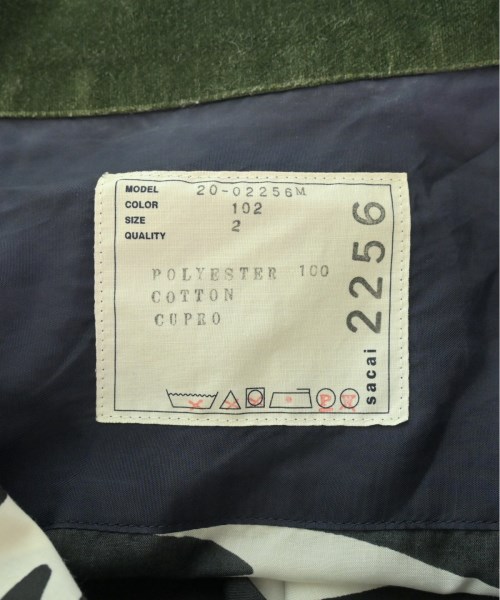 MODEL 20-02256M
COLOR 102
SIZE 2
QUALITY
POLYESTER 100
COTTON
CUPRO
sacai 2256
P